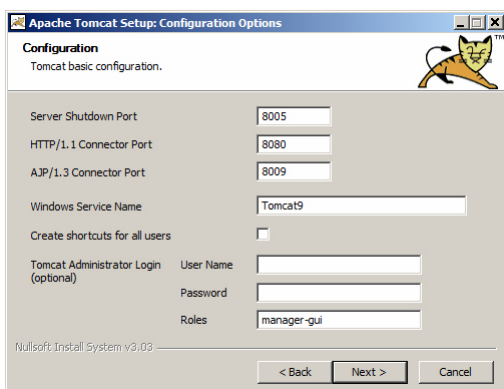 Apache Tomcat Setup: Configuration Options
Configuration
Tomcat basic configuration.
TM
Server Shutdown Port 8005
HTTP/1.1 Connector Port 8080
AJP/1.3 Connector Port 8009
Windows Service Name Tomcat9
Create shortcuts for all users
Tomcat Administrator Login User Name
(optional)
Password
Roles manager-gui
Nullsoft Install System v3.03
< Back Next > Cancel